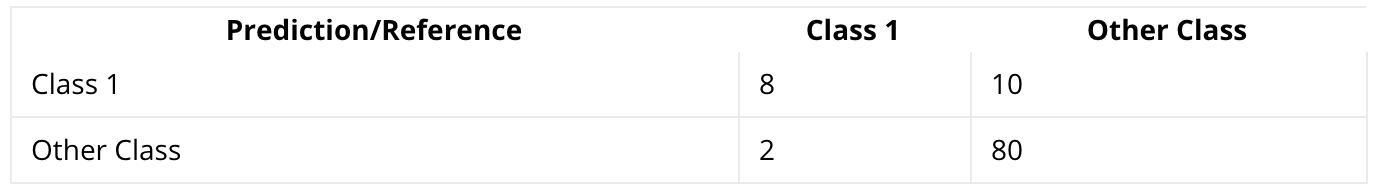 Prediction/Reference Class 1 Other Class
Class 1 8 10
Other Class 2 80